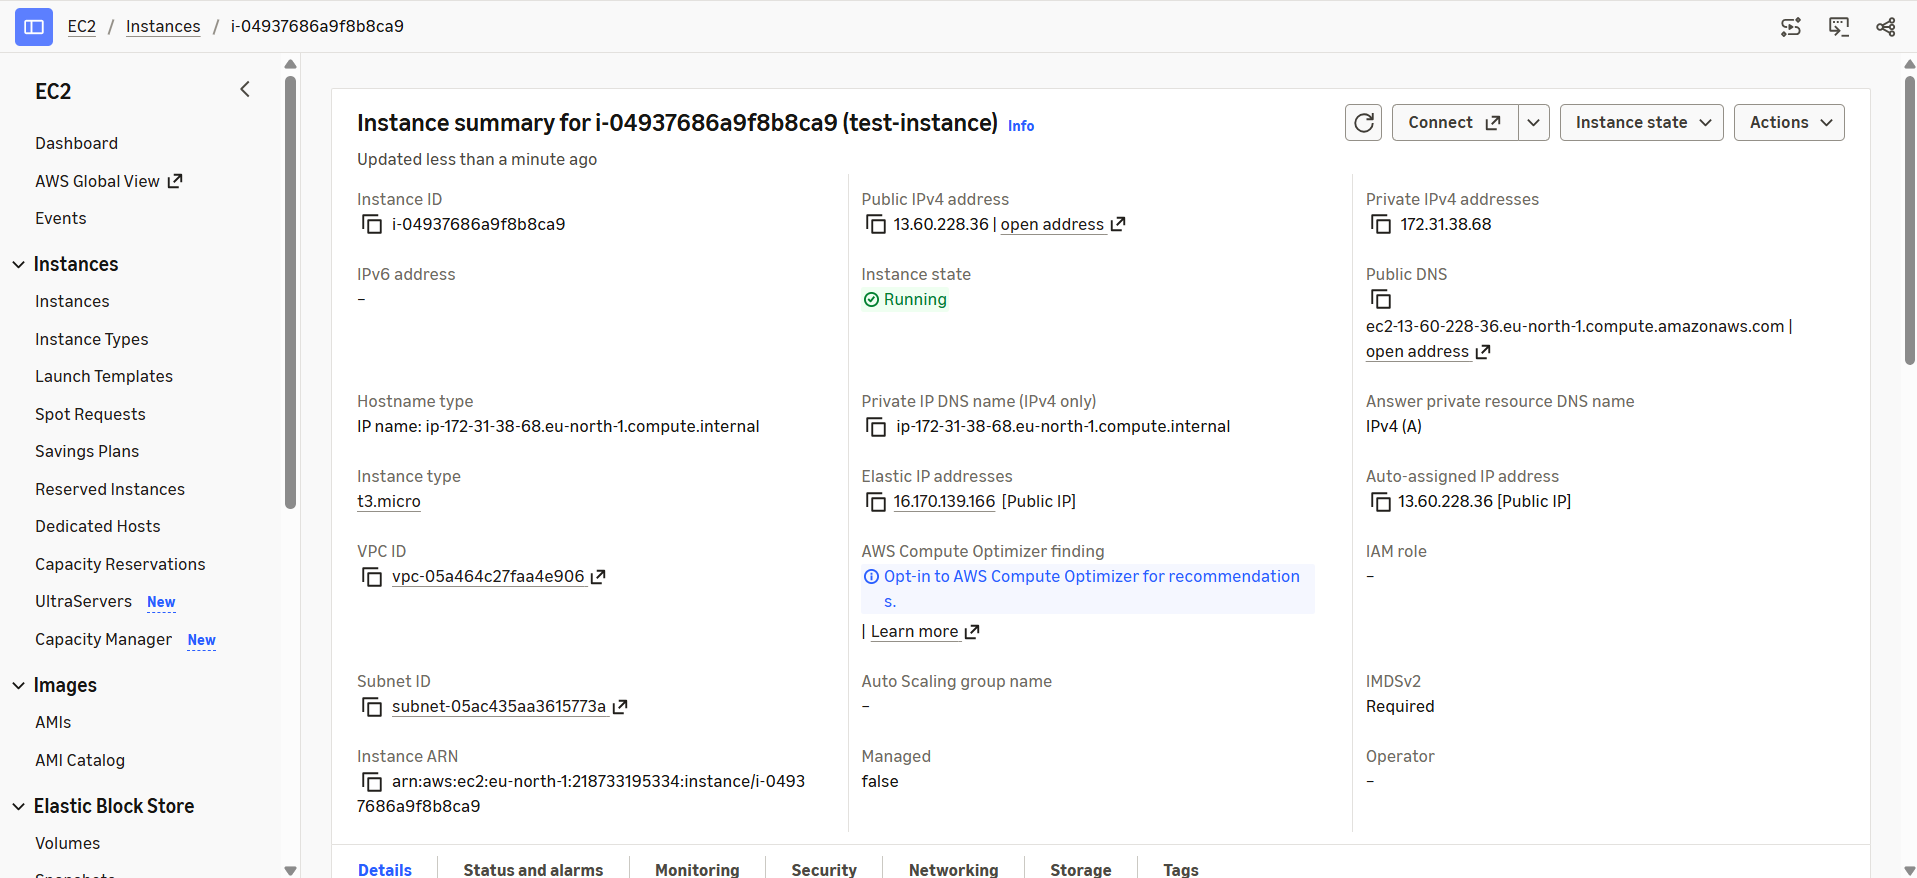 EC2 / Instances / i-04937686a9f8b8ca9
EC2
Dashboard
AWS Global View
Events
Instances
Instances
Instance Types
Launch Templates
Spot Requests
Savings Plans
Reserved Instances
Dedicated Hosts
Capacity Reservations
UltraServers New
Capacity Manager New
Images
AMIs
AMI Catalog
Elastic Block Store
Volumes
Snapshots
Instance summary for i-04937686a9f8b8ca9 (test-instance) Info
Connect
Instance state
Actions
Updated less than a minute ago
Instance ID
i-04937686a9f8b8ca9
Public IPv4 address
13.60.228.36 | open address
Private IPv4 addresses
172.31.38.68
IPv6 address
–
Instance state
Running
Public DNS
ec2-13-60-228-36.eu-north-1.compute.amazonaws.com |
open address
Hostname type
IP name: ip-172-31-38-68.eu-north-1.compute.internal
Private IP DNS name (IPv4 only)
ip-172-31-38-68.eu-north-1.compute.internal
Answer private resource DNS name
IPv4 (A)
Instance type
t3.micro
Elastic IP addresses
16.170.139.166 [Public IP]
Auto-assigned IP address
13.60.228.36 [Public IP]
VPC ID
vpc-05a464c27faa4e906
AWS Compute Optimizer finding
Opt-in to AWS Compute Optimizer for recommendation
s.
| Learn more
IAM role
–
Subnet ID
subnet-05ac435aa3615773a
Auto Scaling group name
–
IMDSv2
Required
Instance ARN
arn:aws:ec2:eu-north-1:218733195334:instance/i-0493
7686a9f8b8ca9
Managed
false
Operator
–
Details
Status and alarms
Monitoring
Security
Networking
Storage
Tags